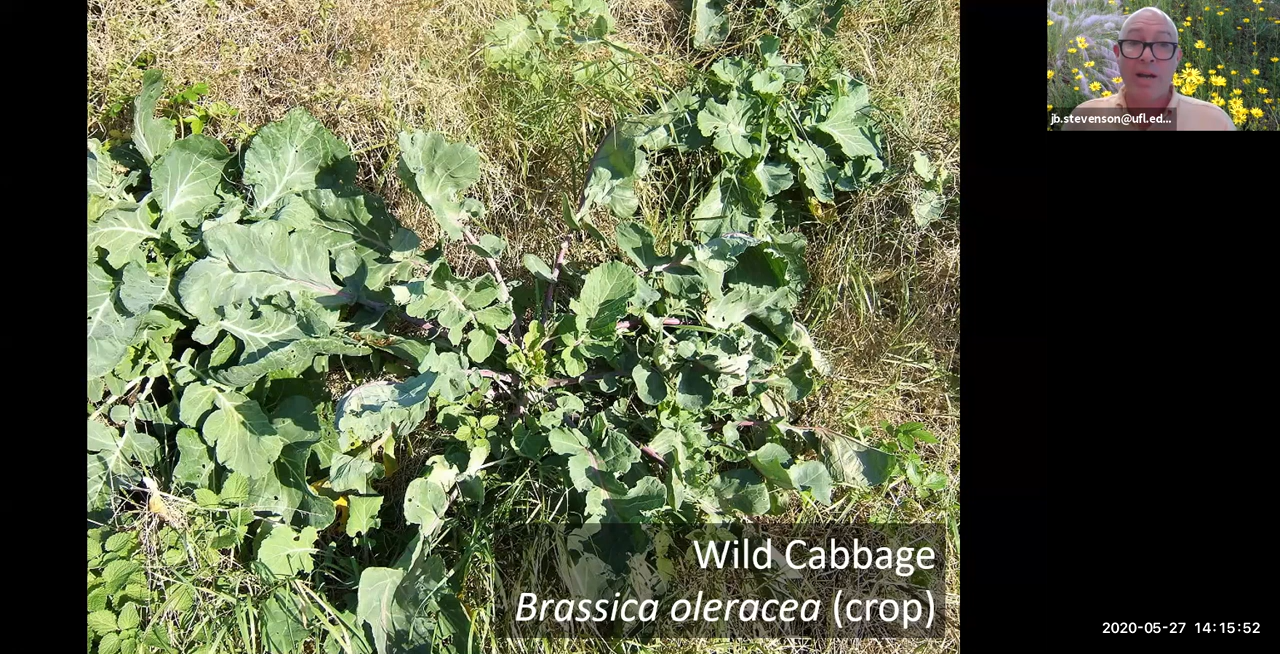 jb.stevenson@ufl.ed...
Wild Cabbage
Brassica oleracea (crop)
2020-05-27 14:15:52